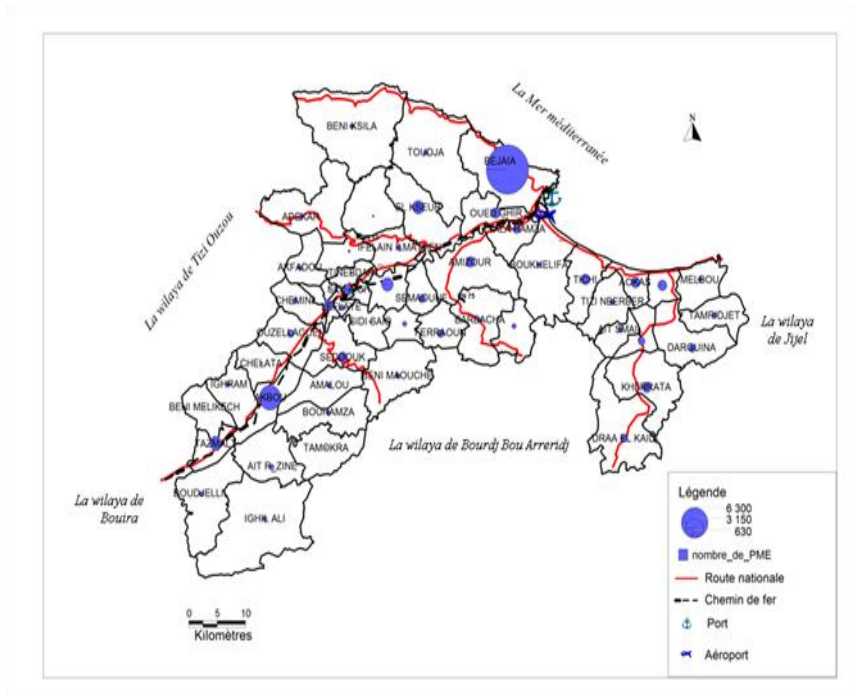 La Mer méditerranée
N
BENI KSILA
TOUDJA
BEJAIA
La wilaya de Tizi Ouzou
ADEKAR
EL KSEUR
OUED GHIR
AMIZOUR
BOUKHELIFA
AKFADOU
TICHI
AOKAS
MELBOU
CHEMINI
SEMAOUNE
TIZI NBERBER
TAMRIDJET
OUZELLAGUEN
SIDI SAID
FERRAOUN
BARBACHA
AIT SMAIL
DARGUINA
La wilaya
de Jijel
CHELATA
SEDDOUK
BENI MAOUCHE
IGHRAM
AKBOU
AMALOU
KHERRATA
BENI MELIKECH
BOUHAMZA
TAZMALT
TAMOKRA
La wilaya de Bourdj Bou Arreridj
DRAA EL KAID
AIT R ZINE
La wilaya de
Bouira
BOUDJELLIL
IGHIL ALI
Légende
6 300
3 150
630
nombre_de_PME
Route nationale
Chemin de fer
Port
Aéroport
0 5 10
Kilomètres